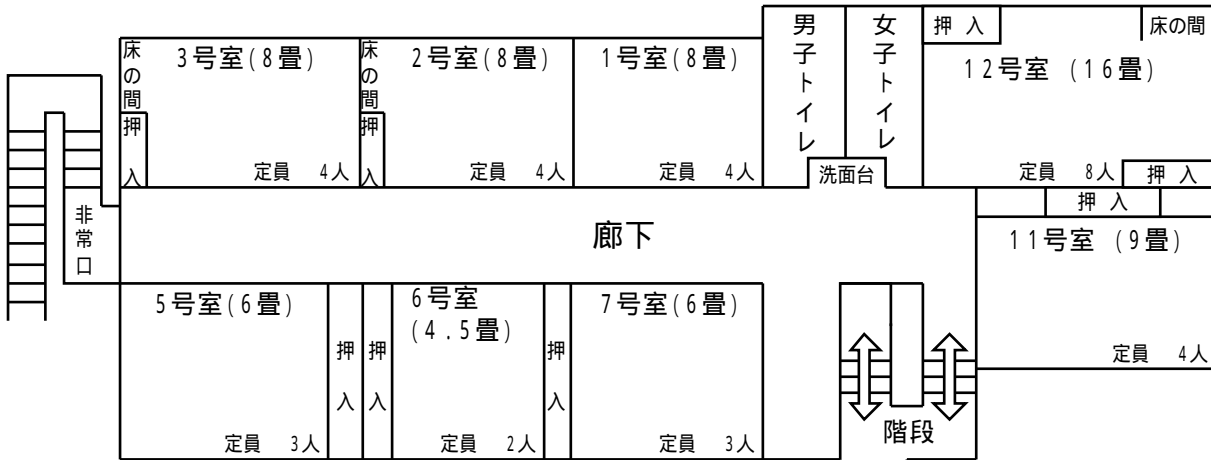 床の間
3号室(8畳)
押入
定員 4人
床の間
2号室(8畳)
押入
定員 4人
1号室(8畳)
定員 4人
男子トイレ
女子トイレ
洗面台
押 入
床の間
12号室 (16畳)
定員 8人
押 入
押 入
11号室 (9畳)
定員 4人
非常口
廊下
5号室(6畳)
定員 3人
押入
押入
6号室
(4.5畳)
定員 2人
押入
7号室(6畳)
定員 3人
階段